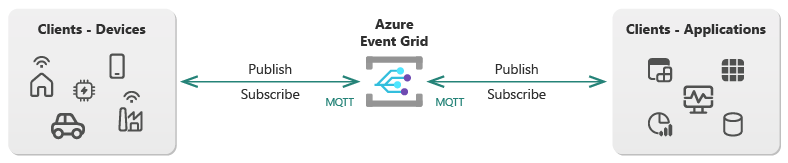 Clients - Devices
Publish
Subscribe
MQTT
Azure
Event Grid
MQTT
Publish
Subscribe
Clients - Applications